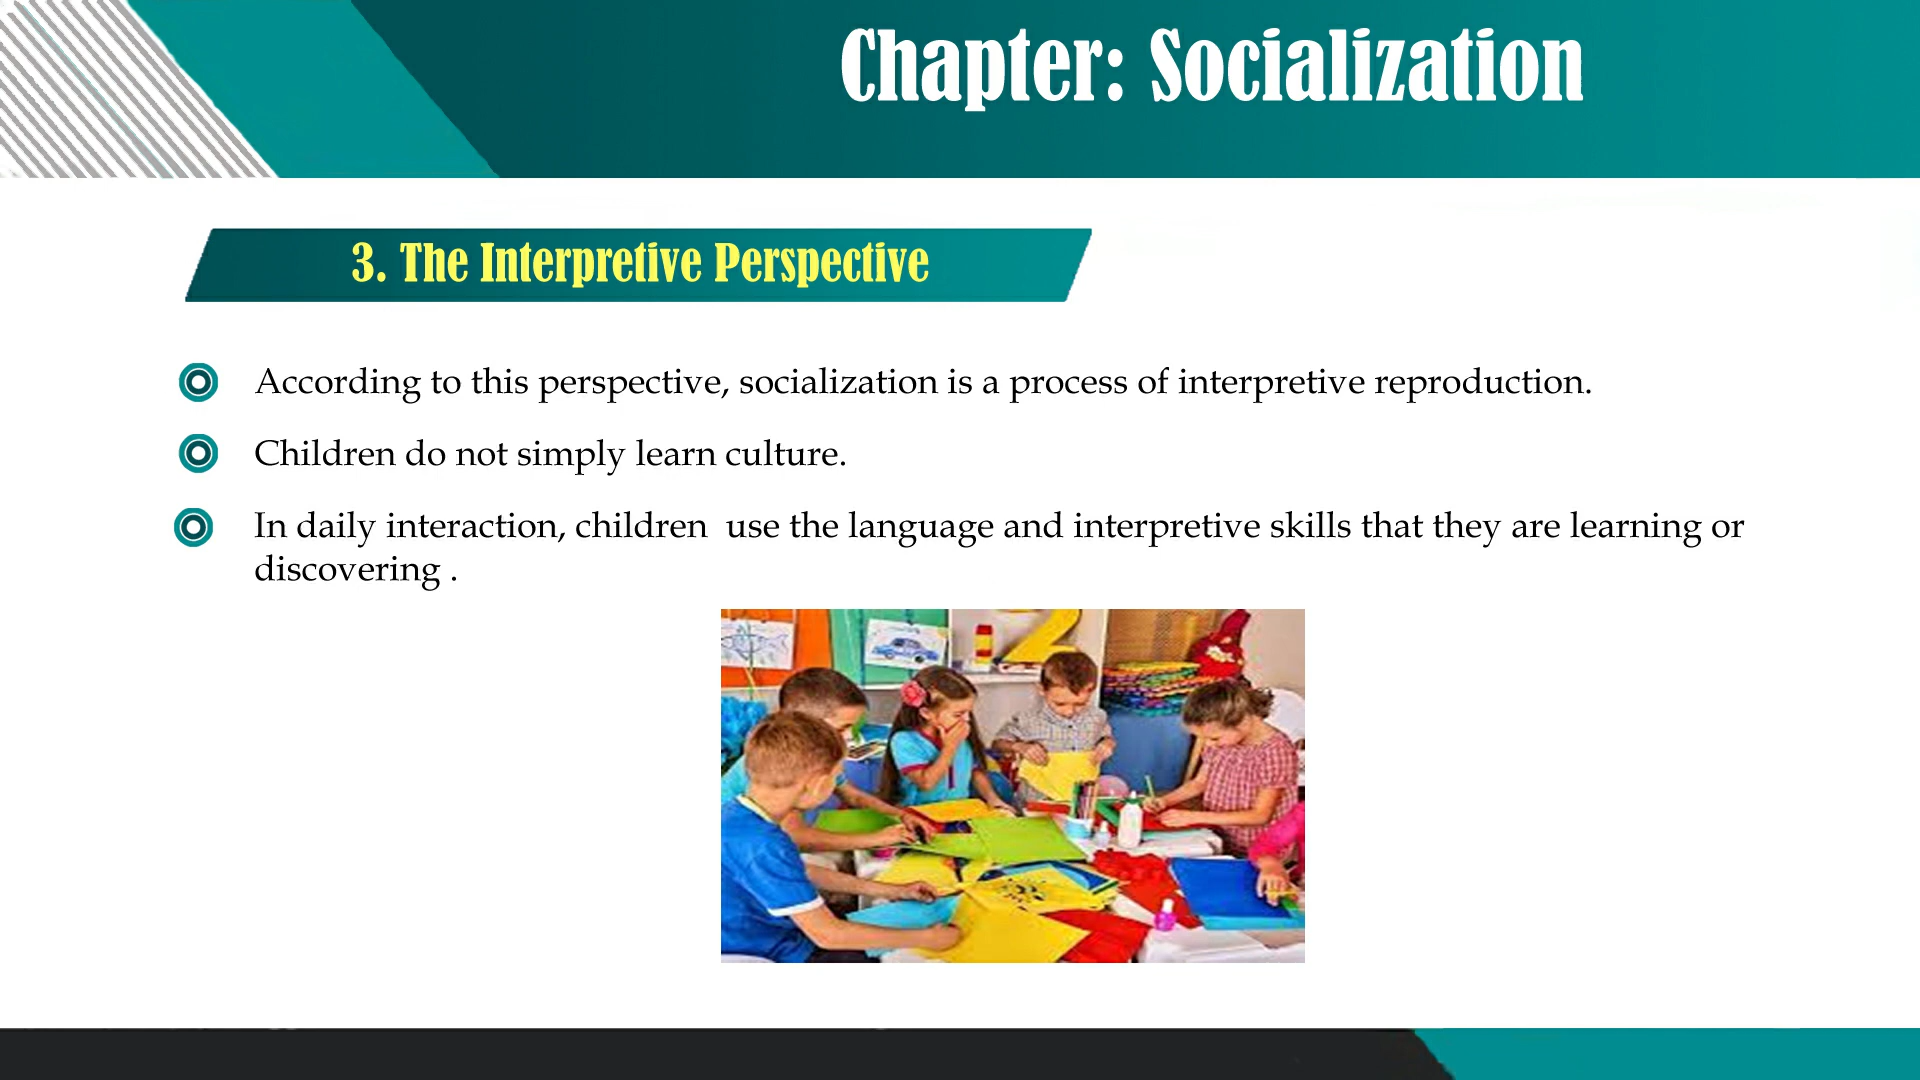 Chapter: Socialization
3. The Interpretive Perspective
According to this perspective, socialization is a process of interpretive reproduction.
Children do not simply learn culture.
In daily interaction, children  use the language and interpretive skills that they are learning or
discovering .
2